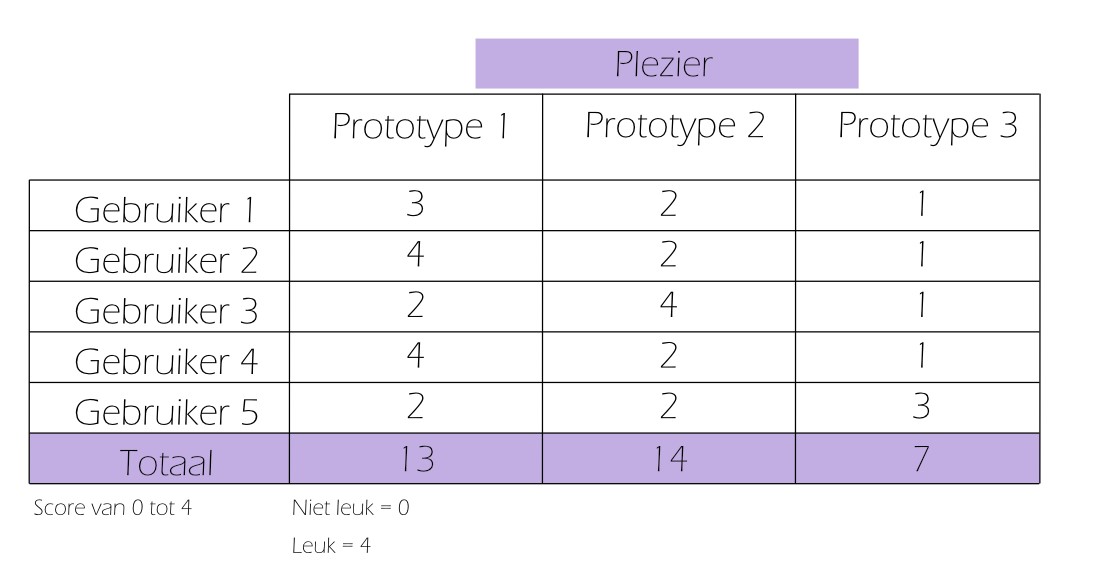 Plezier
Prototype 1 Prototype 2 Prototype 3
Gebruiker 1 3 2 1
Gebruiker 2 4 2 1
Gebruiker 3 2 4 1
Gebruiker 4 4 2 1
Gebruiker 5 2 2 3
Totaal 13 14 7
Score van 0 tot 4 Niet leuk = 0
Leuk = 4